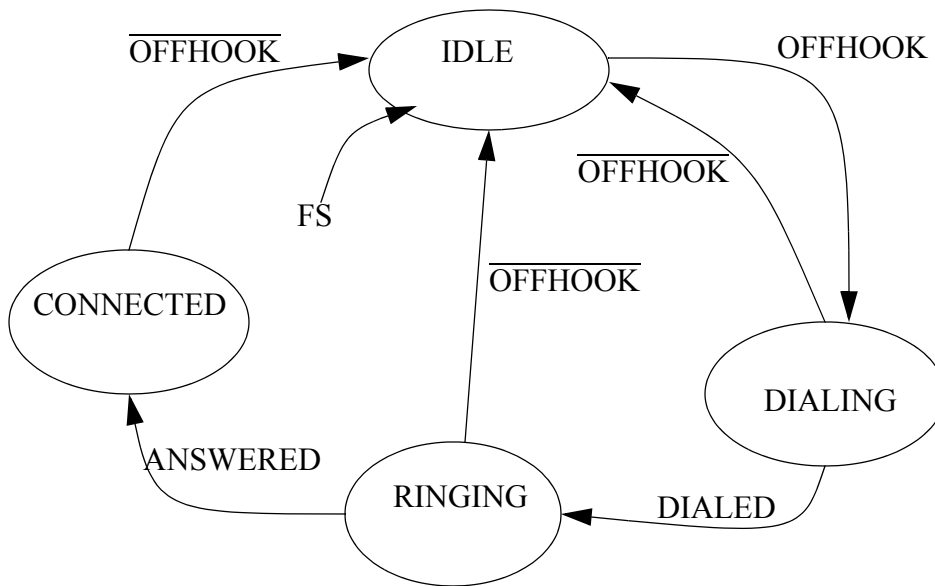 IDLE
OFFHOOK
OFFHOOK
OFFHOOK
FS
OFFHOOK
CONNECTED
DIALING
ANSWERED
RINGING
DIALED